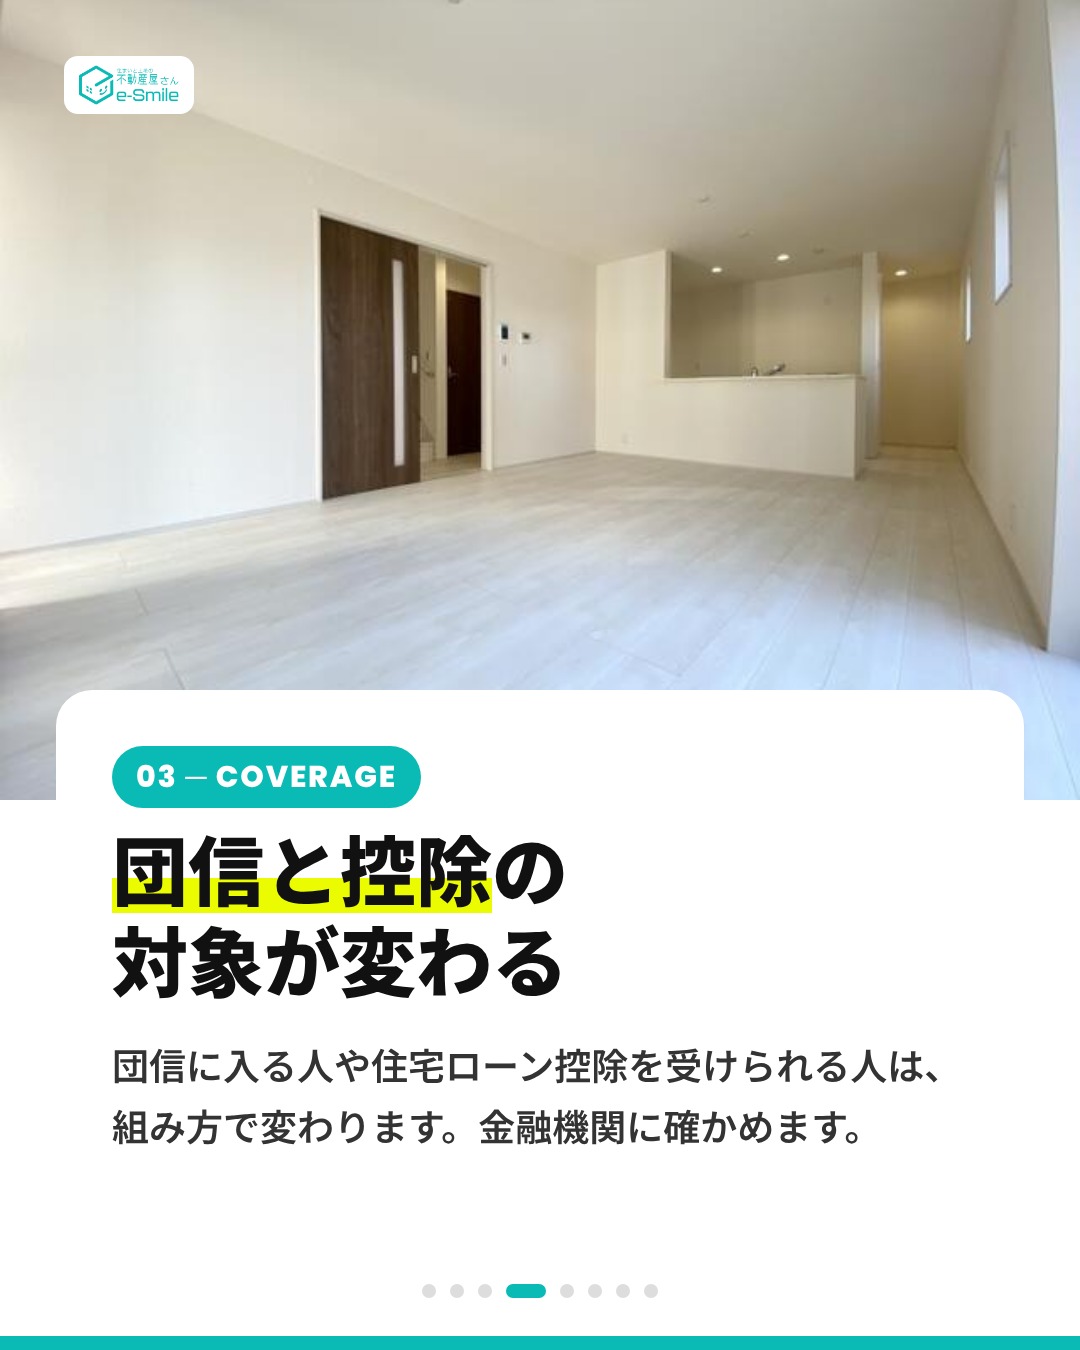 不動産屋さん
e-Smile
03 — COVERAGE
団信と控除の
対象が変わる
団信に入る人や住宅ローン控除を受けられる人は、
組み方で変わります。金融機関に確かめます。